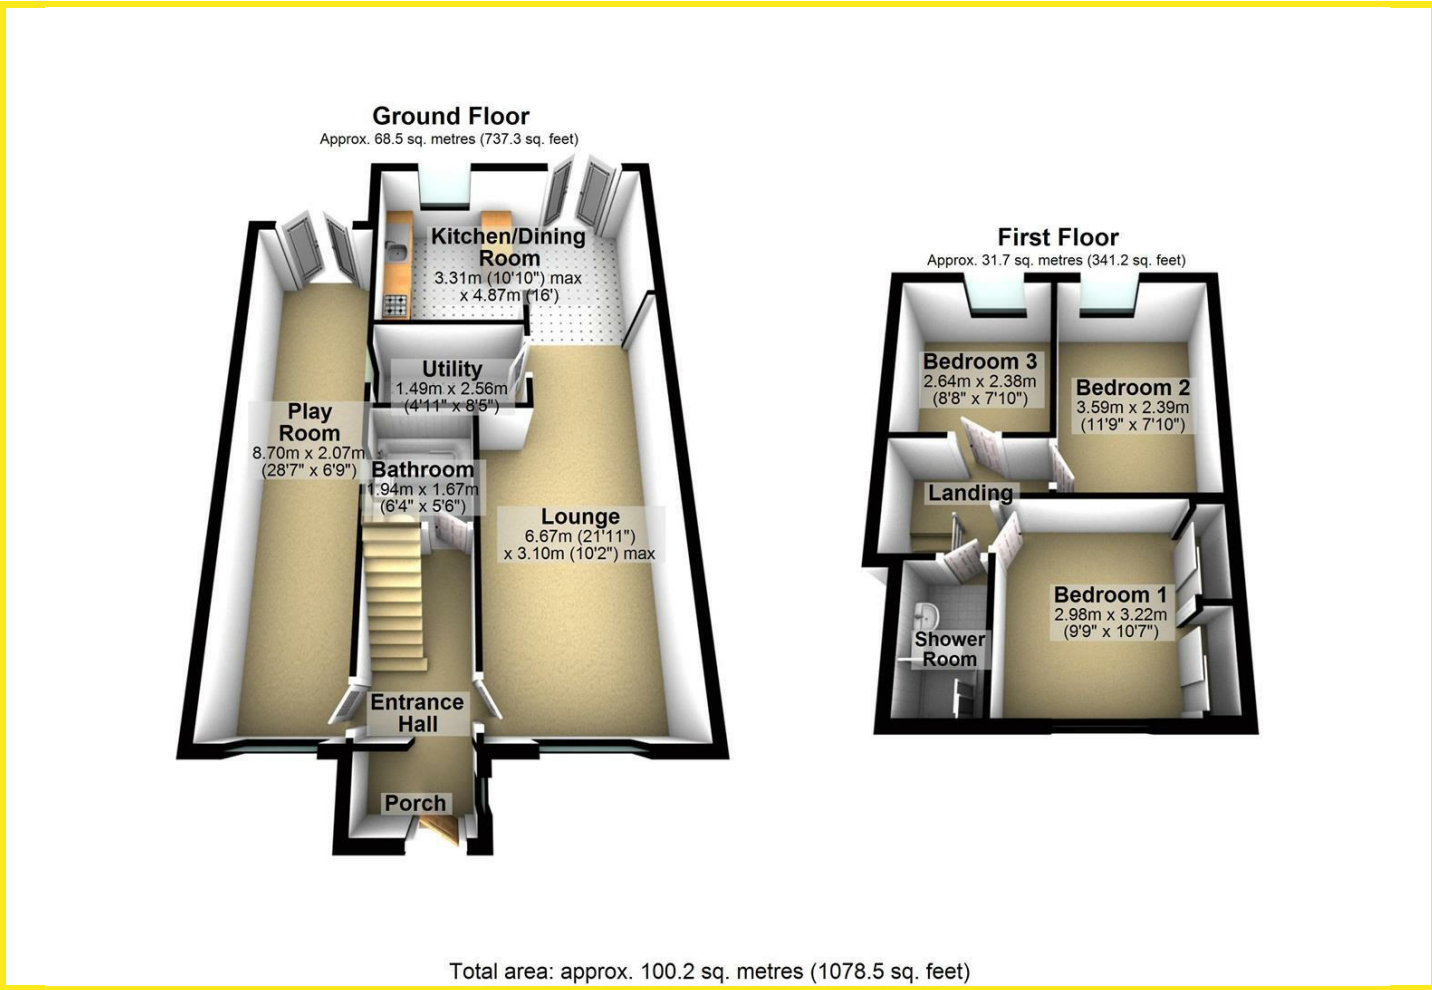 Ground Floor
Approx. 68.5 sq. metres (737.3 sq. feet)
Kitchen/Dining
Room
3.31m (10'10") max
x 4.87m (16')
Utility
1.49m x 2.56m
(4'11" x 8'5")
Play
Room
8.70m x 2.07m
(28'7" x 6'9")
Bathroom
1.94m x 1.67m
(6'4" x 5'6")
Lounge
6.67m (21'11")
x 3.10m (10'2") max
Entrance
Hall
Porch
First Floor
Approx. 31.7 sq. metres (341.2 sq. feet)
Bedroom 3
2.64m x 2.38m
(8'8" x 7'10")
Bedroom 2
3.59m x 2.39m
(11'9" x 7'10")
Landing
Bedroom 1
2.98m x 3.22m
(9'9" x 10'7")
Shower
Room
Total area: approx. 100.2 sq. metres (1078.5 sq. feet)